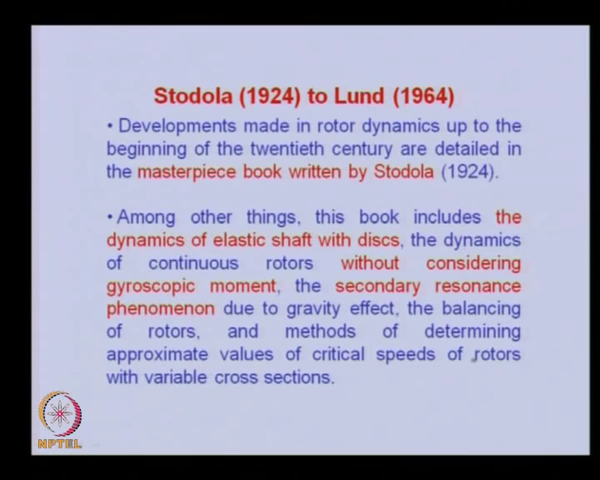 Stodola (1924) to Lund (1964)
• Developments made in rotor dynamics up to the
beginning of the twentieth century are detailed in
the masterpiece book written by Stodola (1924).
• Among other things, this book includes the
dynamics of elastic shaft with discs, the dynamics
of continuous rotors without considering
gyroscopic moment, the secondary resonance
phenomenon due to gravity effect, the balancing
of rotors, and methods of determining
approximate values of critical speeds of rotors
with variable cross sections.
NPTEL